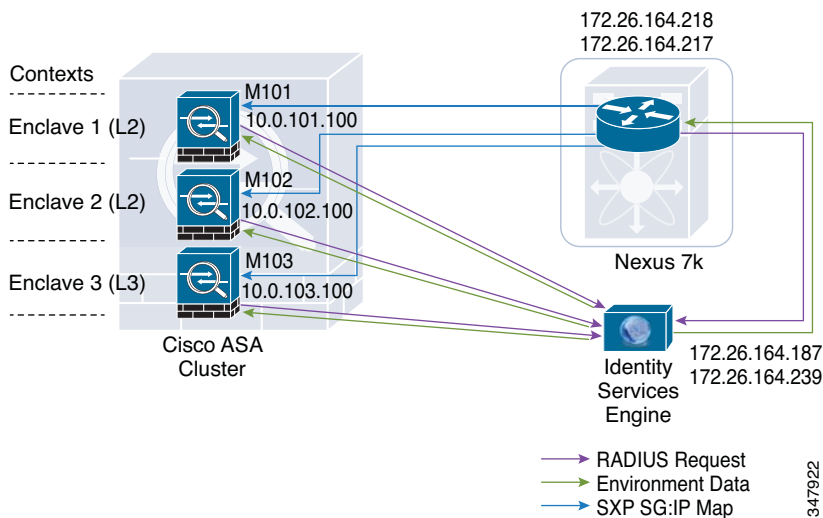 172.26.164.218
172.26.164.217
Contexts
M101
Enclave 1 (L2)
10.0.101.100
M102
Enclave 2 (L2)
10.0.102.100
M103
Enclave 3 (L3)
10.0.103.100
Nexus 7k
Cisco ASA
Cluster
172.26.164.187
172.26.164.239
Identity
Services
Engine
RADIUS Request
Environment Data
SXP SG:IP Map
347922